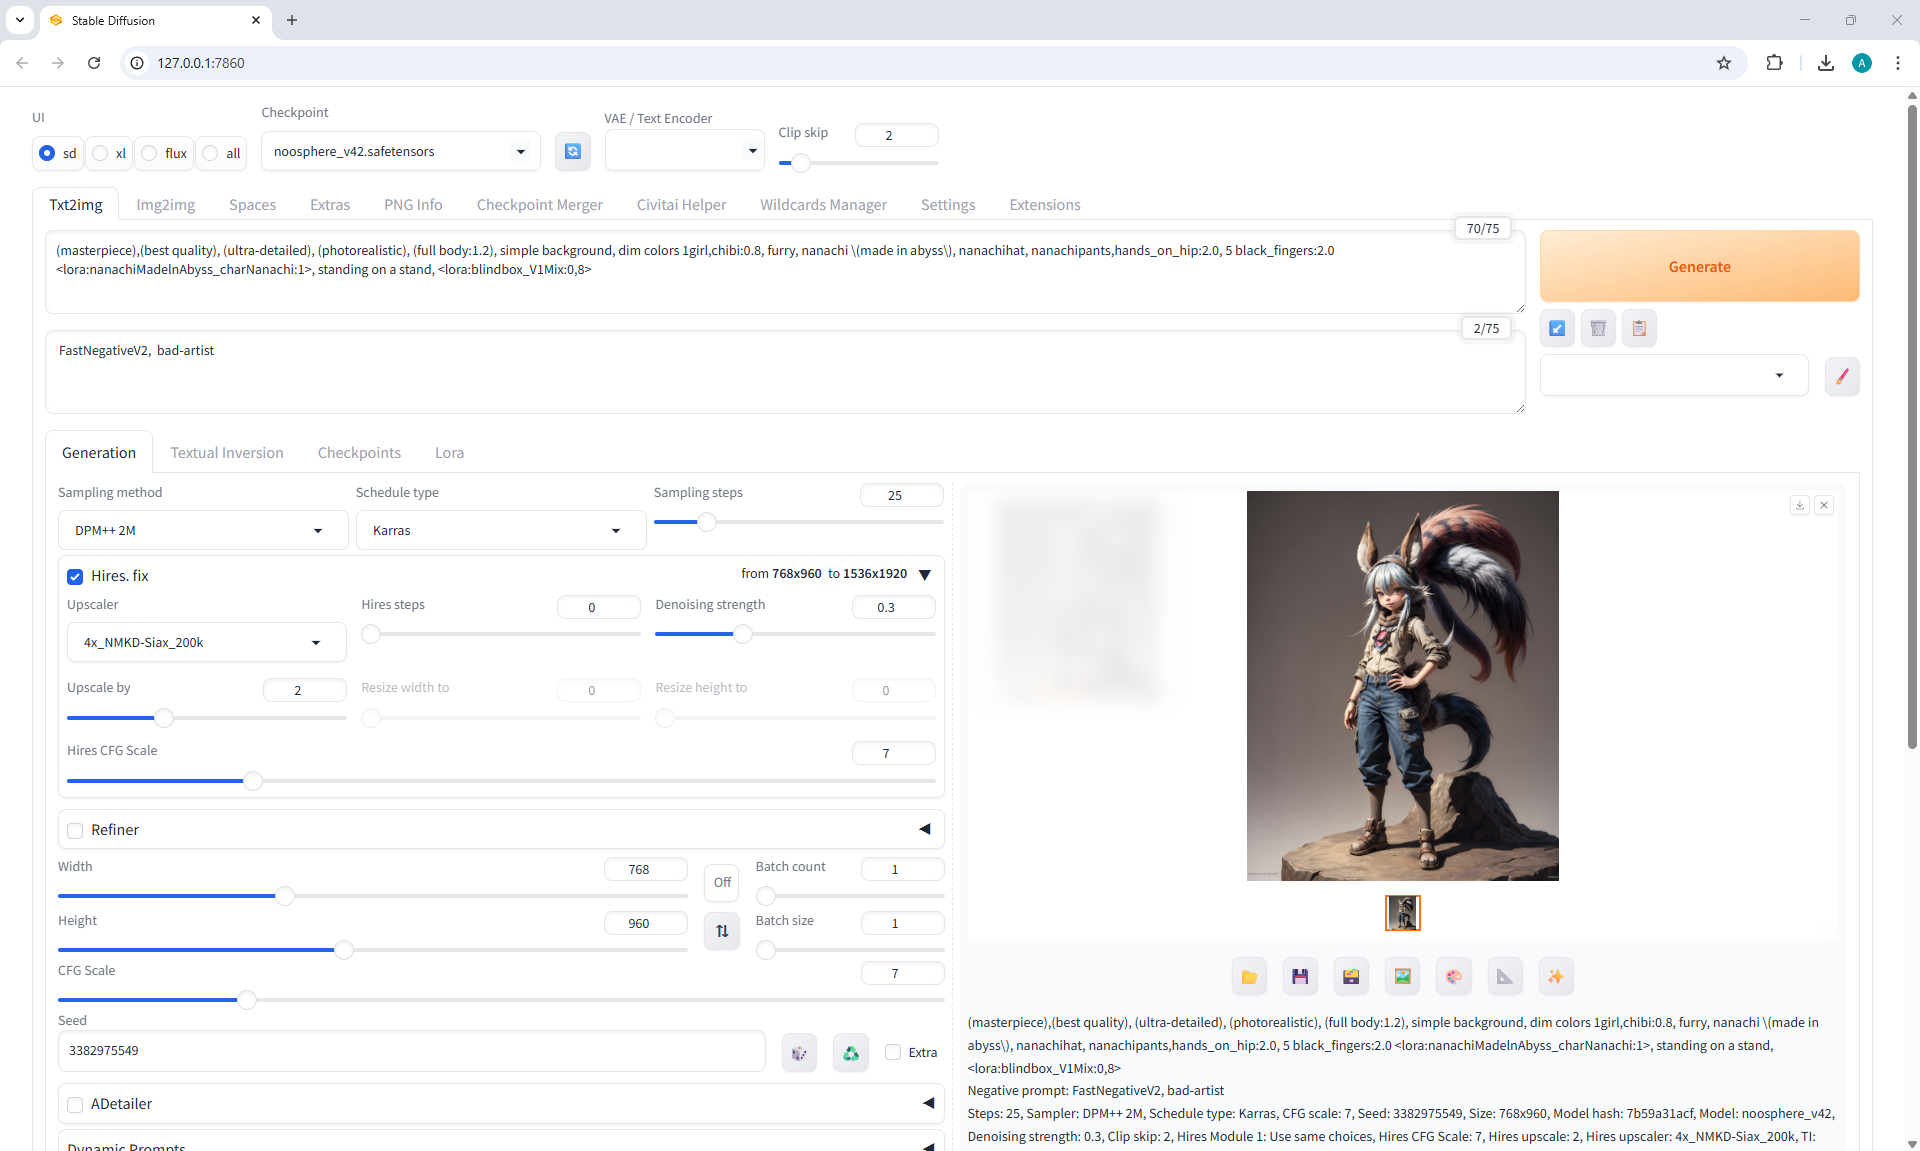 Stable Diffusion
127.0.0.1:7860
UI
sd
xl
flux
all
Checkpoint
noosphere_v42.safetensors
VAE / Text Encoder
Clip skip
2
Txt2img
Img2img
Spaces
Extras
PNG Info
Checkpoint Merger
Civitai Helper
Wildcards Manager
Settings
Extensions
70/75
(masterpiece),(best quality), (ultra-detailed), (photorealistic), (full body:1.2), simple background, dim colors 1girl,chibi:0.8, furry, nanachi \(made in abyss\), nanachihat, nanachipants,hands_on_hip:2.0, 5 black_fingers:2.0
<lora:nanachiMadeInAbyss_charNanachi:1>, standing on a stand, <lora:blindbox_V1Mix:0,8>
Generate
2/75
FastNegativeV2, bad-artist
Generation
Textual Inversion
Checkpoints
Lora
Sampling method
DPM++ 2M
Schedule type
Karras
Sampling steps
25
Hires. fix
from 768x960 to 1536x1920
Upscaler
4x_NMKD-Siax_200k
Hires steps
0
Denoising strength
0.3
Upscale by
2
Resize width to
0
Resize height to
0
Hires CFG Scale
7
Refiner
Width
768
Off
Batch count
1
Height
960
Batch size
1
CFG Scale
7
Seed
3382975549
Extra
ADetailer
Dynamic Prompts
(masterpiece),(best quality), (ultra-detailed), (photorealistic), (full body:1.2), simple background, dim colors 1girl,chibi:0.8, furry, nanachi \(made in
abyss\), nanachihat, nanachipants,hands_on_hip:2.0, 5 black_fingers:2.0 <lora:nanachiMadeInAbyss_charNanachi:1>, standing on a stand,
<lora:blindbox_V1Mix:0,8>
Negative prompt: FastNegativeV2, bad-artist
Steps: 25, Sampler: DPM++ 2M, Schedule type: Karras, CFG scale: 7, Seed: 3382975549, Size: 768x960, Model hash: 7b59a31acf, Model: noosphere_v42,
Denoising strength: 0.3, Clip skip: 2, Hires Module 1: Use same choices, Hires CFG Scale: 7, Hires upscale: 2, Hires upscaler: 4x_NMKD-Siax_200k, TI:
A